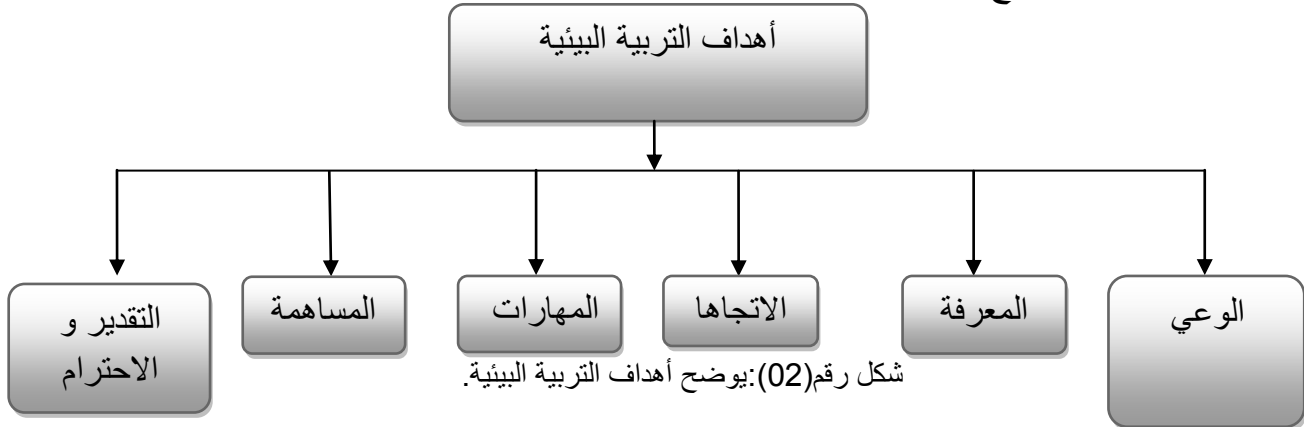 أهداف التربية البيئية
الوعي
المعرفة
الاتجاها
المهارات
المساهمة
التقدير و
الاحترام
شكل رقم(02):يوضح أهداف التربية البيئية.